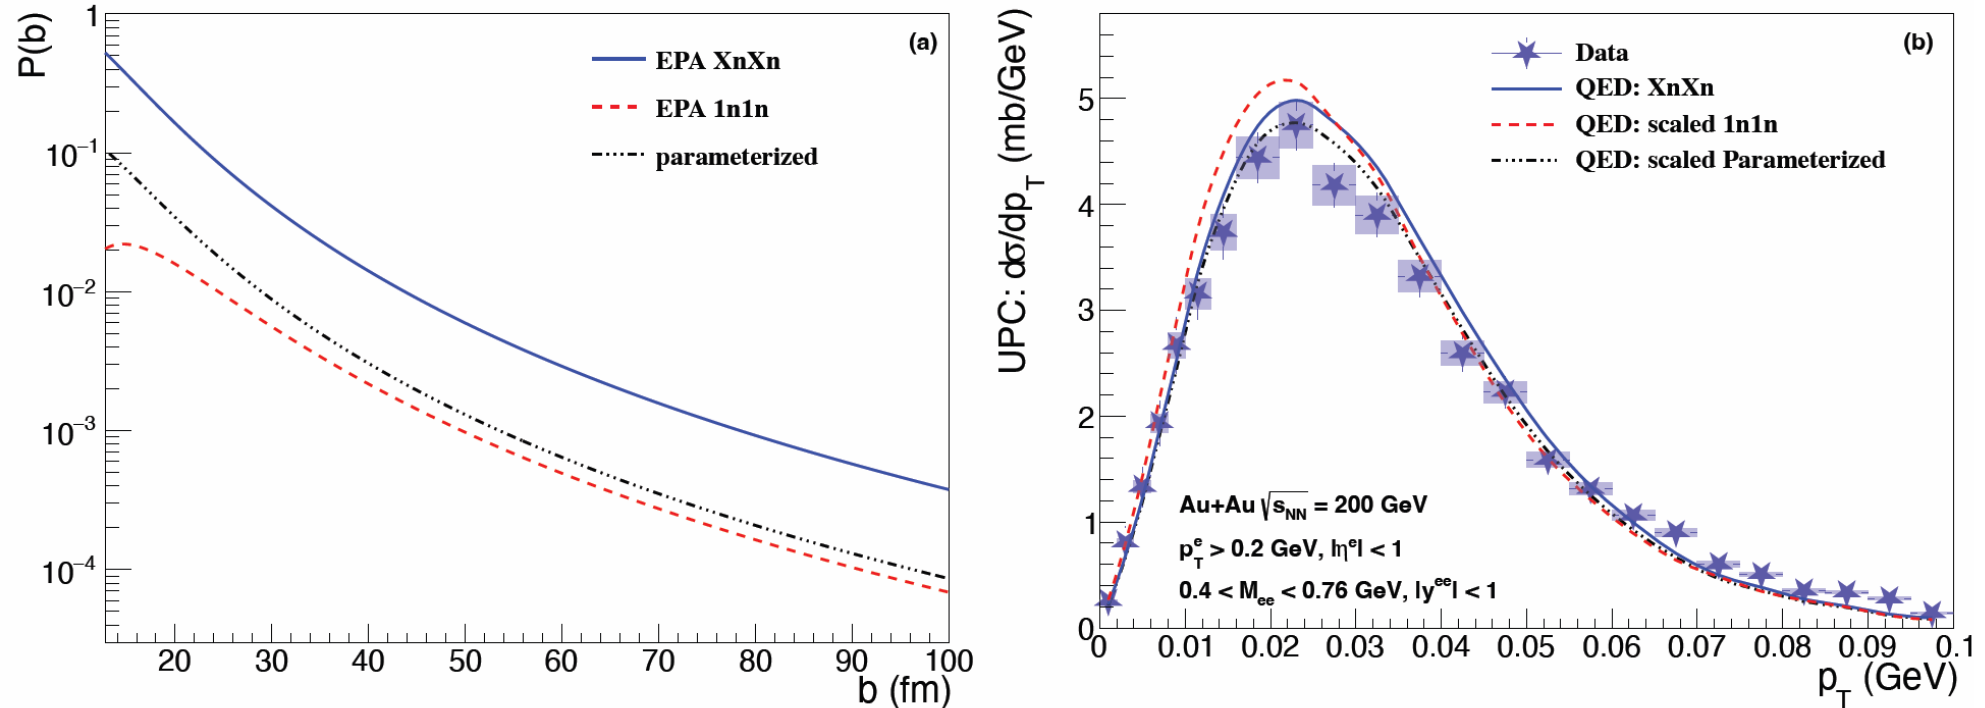 P(b)
1
10⁻¹
10⁻²
10⁻³
10⁻⁴
(a)
EPA XnXn
EPA 1n1n
parameterized
20 30 40 50 60 70 80 90 100
b (fm)
UPC: dσ/dp_T (mb/GeV)
5
4
3
2
1
0
(b)
Data
QED: XnXn
QED: scaled 1n1n
QED: scaled Parameterized
Au+Au √s_NN = 200 GeV
p_T^e > 0.2 GeV, |η^e| < 1
0.4 < M_ee < 0.76 GeV, |y^ee| < 1
0 0.01 0.02 0.03 0.04 0.05 0.06 0.07 0.08 0.09 0.1
p_T (GeV)